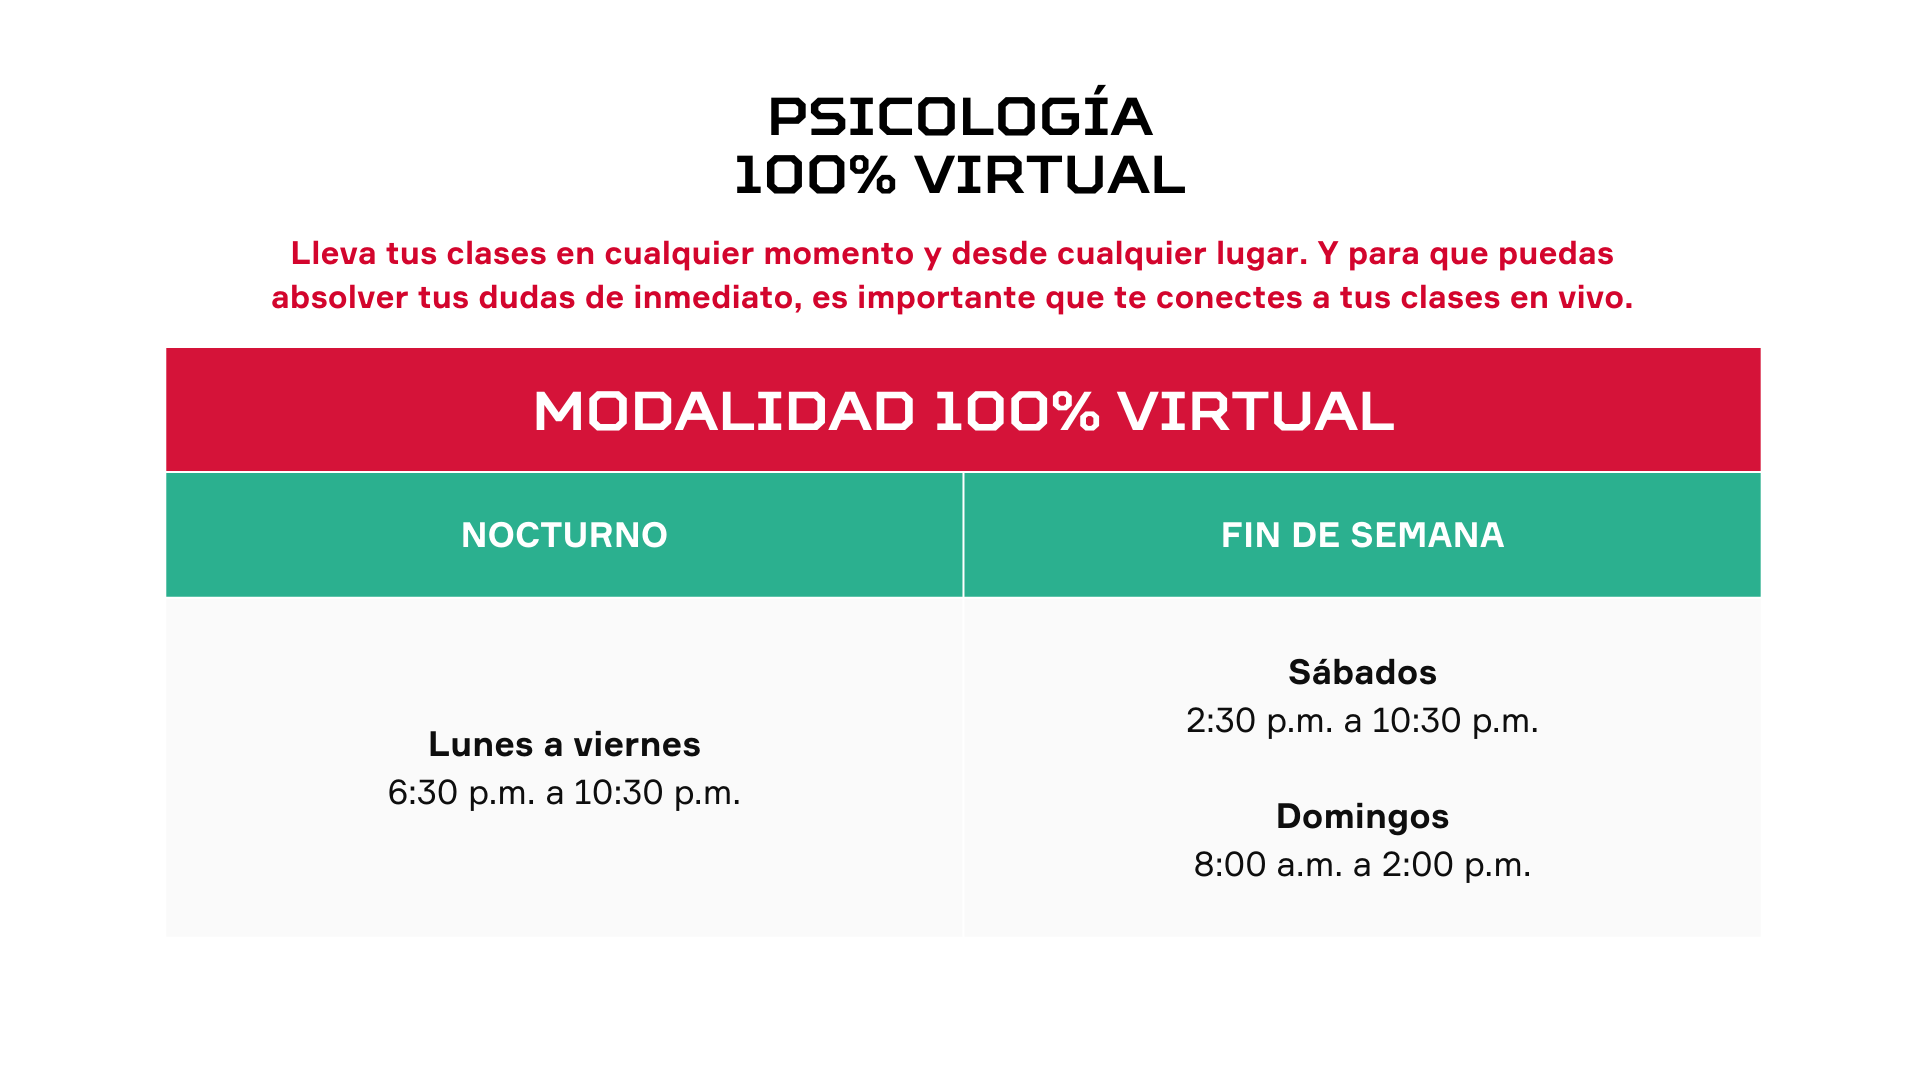 PSICOLOGÍA
100% VIRTUAL
Lleva tus clases en cualquier momento y desde cualquier lugar. Y para que puedas
absolver tus dudas de inmediato, es importante que te conectes a tus clases en vivo.
MODALIDAD 100% VIRTUAL
NOCTURNO
FIN DE SEMANA
Lunes a viernes
6:30 p.m. a 10:30 p.m.
Sábados
2:30 p.m. a 10:30 p.m.
Domingos
8:00 a.m. a 2:00 p.m.